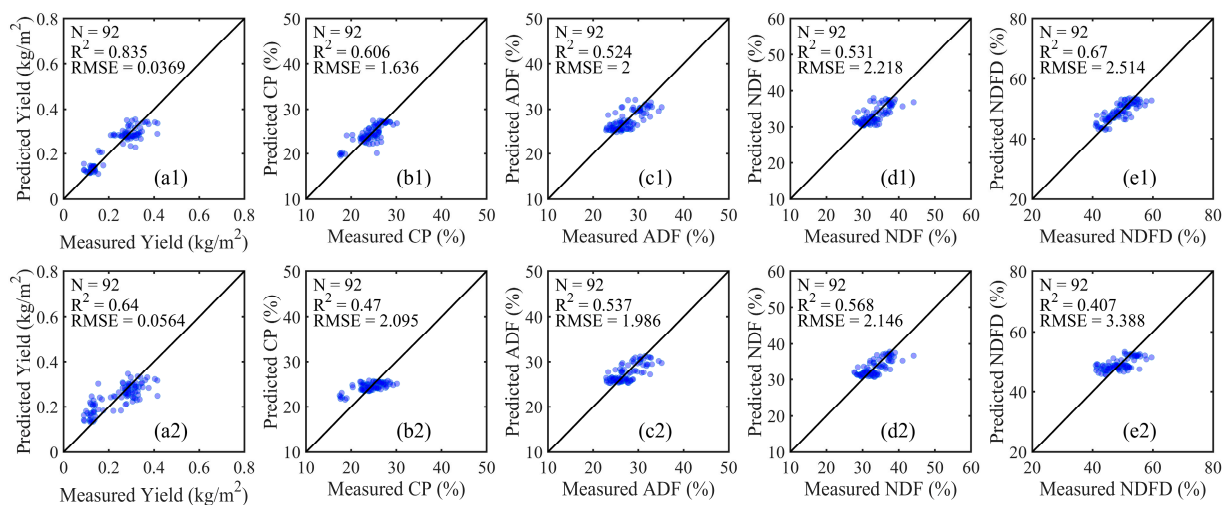 Predicted Yield (kg/m²)
0.8
0.6
0.4
0.2
0
N = 92
R² = 0.835
RMSE = 0.0369
(a1)
0 0.2 0.4 0.6 0.8
Measured Yield (kg/m²)
Predicted CP (%)
50
40
30
20
10
N = 92
R² = 0.606
RMSE = 1.636
(b1)
10 20 30 40 50
Measured CP (%)
Predicted ADF (%)
50
40
30
20
10
N = 92
R² = 0.524
RMSE = 2
(c1)
10 20 30 40 50
Measured ADF (%)
Predicted NDF (%)
60
50
40
30
20
10
N = 92
R² = 0.531
RMSE = 2.218
(d1)
10 20 30 40 50 60
Measured NDF (%)
Predicted NDFD (%)
80
60
40
20
N = 92
R² = 0.67
RMSE = 2.514
(e1)
20 40 60 80
Measured NDFD (%)
Predicted Yield (kg/m²)
0.8
0.6
0.4
0.2
0
N = 92
R² = 0.64
RMSE = 0.0564
(a2)
0 0.2 0.4 0.6 0.8
Measured Yield (kg/m²)
Predicted CP (%)
50
40
30
20
10
N = 92
R² = 0.47
RMSE = 2.095
(b2)
10 20 30 40 50
Measured CP (%)
Predicted ADF (%)
50
40
30
20
10
N = 92
R² = 0.537
RMSE = 1.986
(c2)
10 20 30 40 50
Measured ADF (%)
Predicted NDF (%)
60
50
40
30
20
10
N = 92
R² = 0.568
RMSE = 2.146
(d2)
10 20 30 40 50 60
Measured NDF (%)
Predicted NDFD (%)
80
60
40
20
N = 92
R² = 0.407
RMSE = 3.388
(e2)
20 40 60 80
Measured NDFD (%)